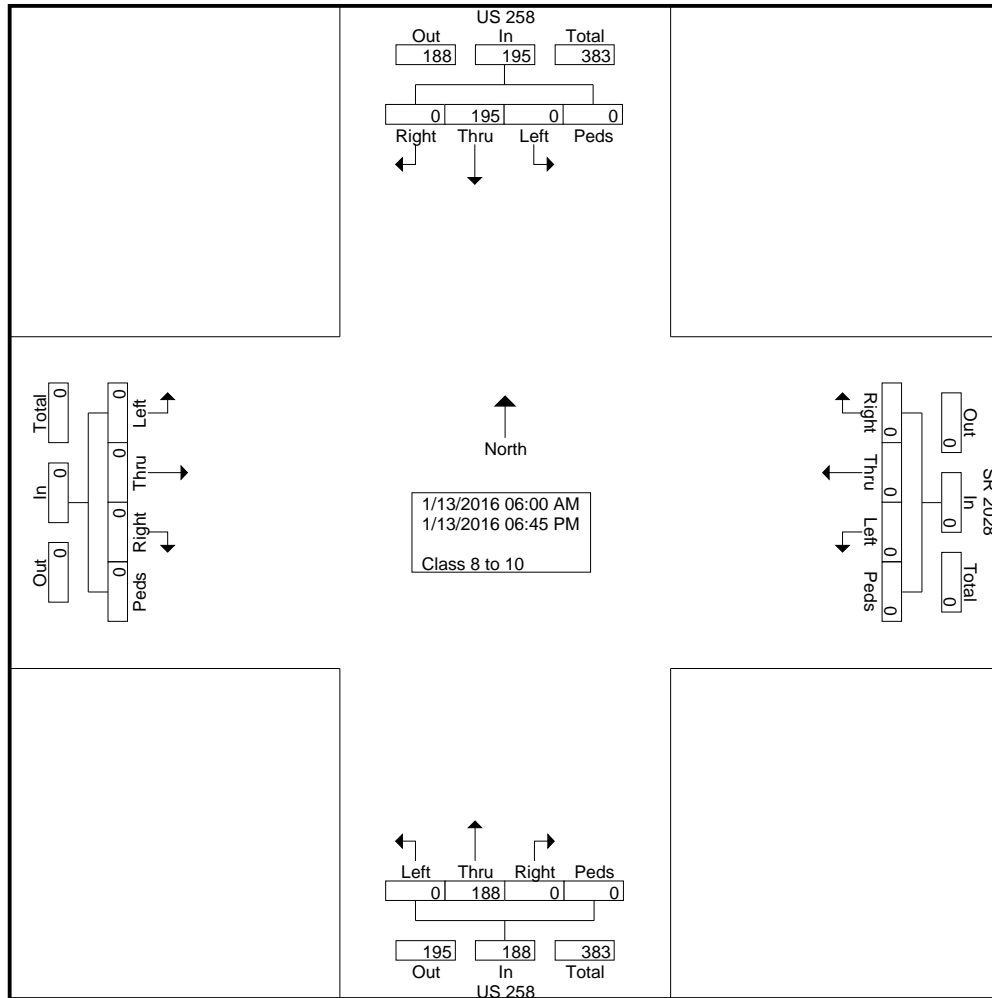 US 258
Out In Total
188 195 383
0 195 0 0
Right Thru Left Peds
Total In Out
0 0 0
0 0 0 0
Left Thru Right Peds
North
1/13/2016 06:00 AM
1/13/2016 06:45 PM
Class 8 to 10
SR 2028
Out In Total
0 0 0
0 0 0 0
Right Thru Left Peds
Left Thru Right Peds
0 188 0 0
195 188 383
Out In Total
US 258